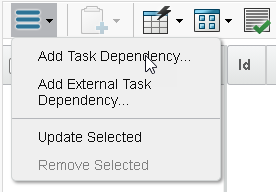 Add Task Dependency...
Id
Add External Task
Dependency...
Update Selected
Remove Selected